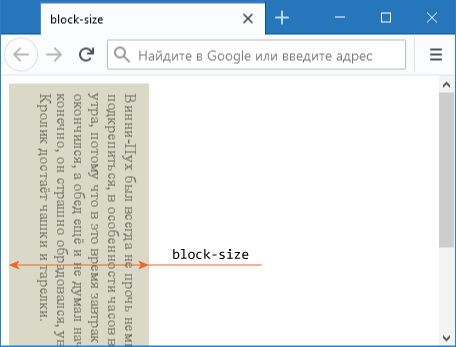 block-size
Найдите в Google или введите адрес
Винни-Пух был всегда не прочь немн
подкрепиться, в особенности часов в
утра, потому что в это время завтрак
окончился, а обед ещё и не думал нач
конечно, он страшно обрадовался, ув
Кролик достаёт чашки и тарелки.
block-size